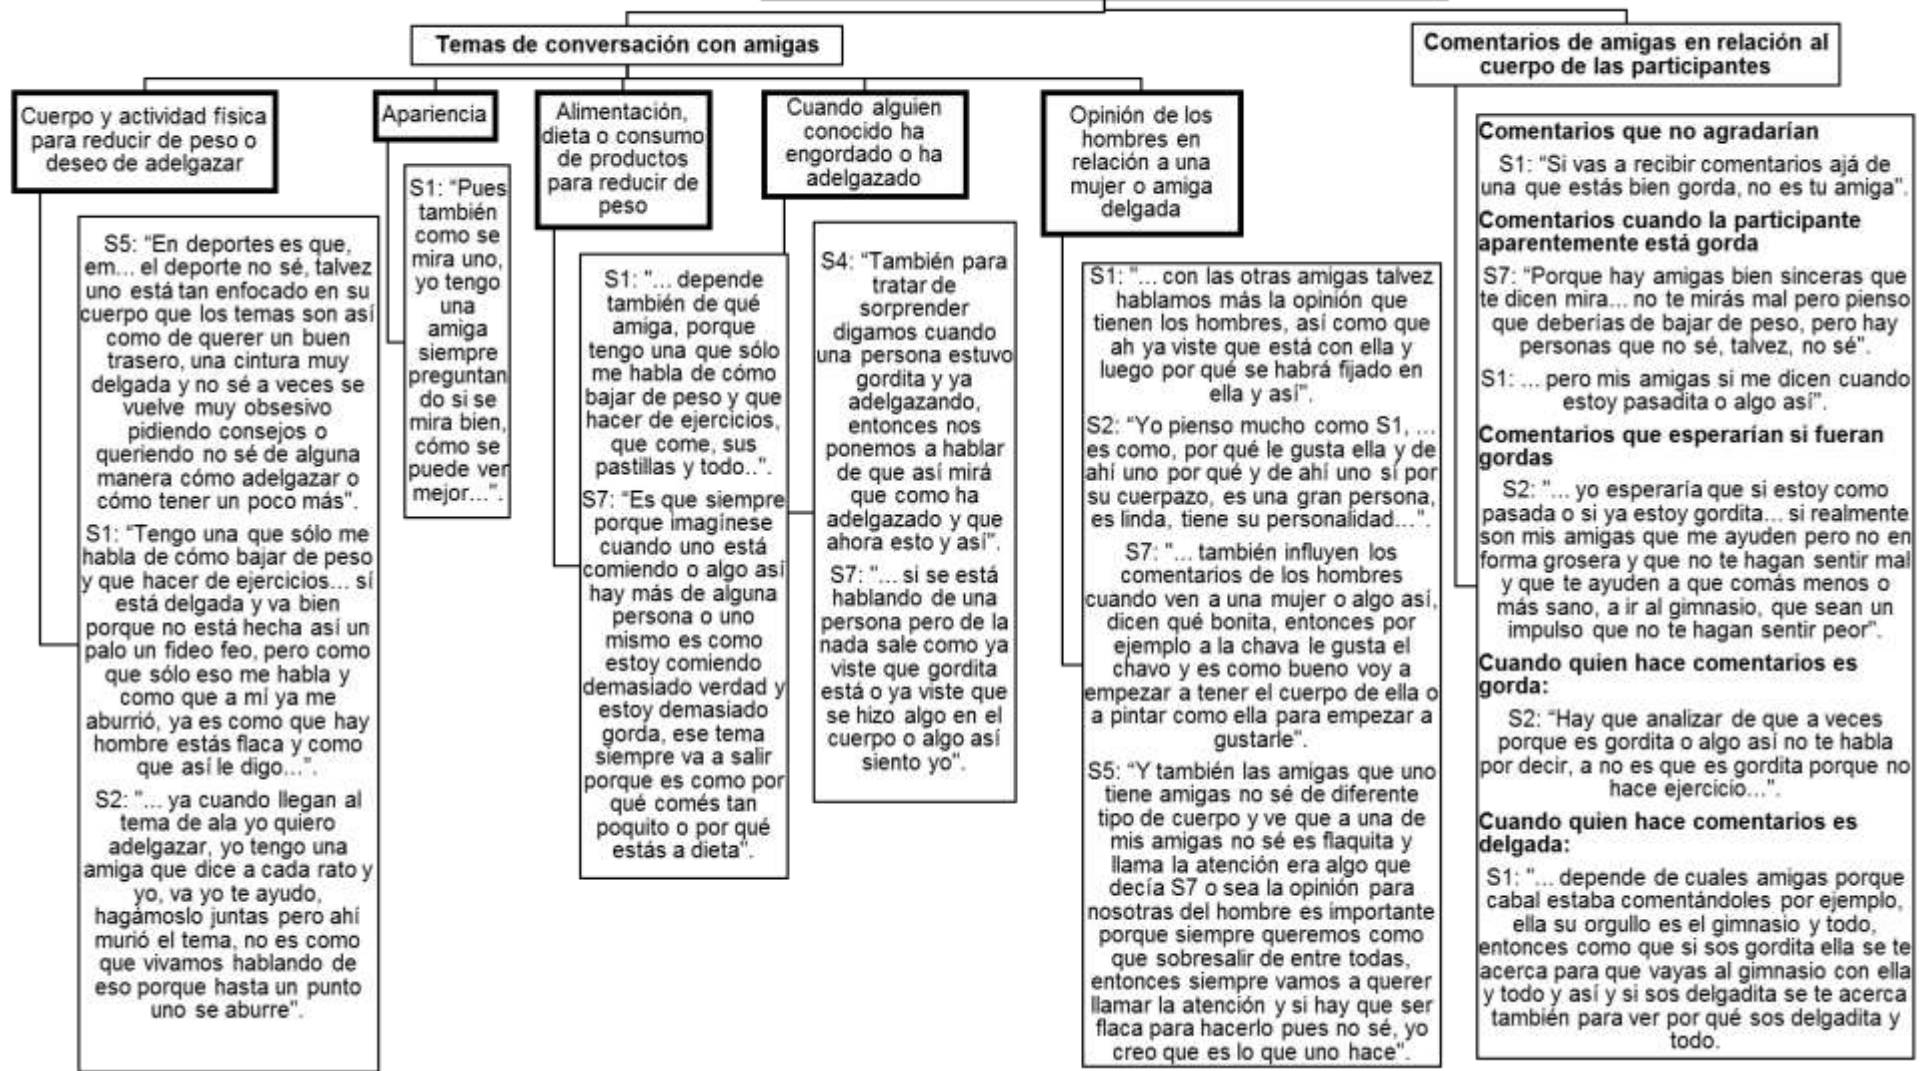 Temas de conversación con amigas
Comentarios de amigas en relación al
cuerpo de las participantes
Cuerpo y actividad física
para reducir de peso o
deseo de adelgazar
S5: “En deportes es que,
em... el deporte no sé, talvez
uno está tan enfocado en su
cuerpo que los temas son así
como de querer un buen
trasero, una cintura muy
delgada y no sé a veces se
vuelve muy obsesivo
pidiendo consejos o
queriendo no sé de alguna
manera cómo adelgazar o
cómo tener un poco más".
S1: “Tengo una que sólo me
habla de cómo bajar de peso
y que hacer de ejercicios... sí
está delgada y va bien
porque no está hecha así un
palo un fideo feo, pero como
que sólo eso me habla y
como que a mí ya me
aburrió, ya es como que hay
hombre estás flaca y como
que así le digo...”.
S2: "... ya cuando llegan al
tema de ala yo quiero
adelgazar, yo tengo una
amiga que dice a cada rato y
yo, va yo te ayudo,
hagámoslo juntas pero ahí
murió el tema, no es como
que vivamos hablando de
eso porque hasta un punto
uno se aburre".
Apariencia
S1: “Pues
también
como se
mira uno,
yo tengo
una
amiga
siempre
preguntan
do si se
mira bien,
cómo se
puede ver
mejor...”.
Alimentación,
dieta o consumo
de productos
para reducir de
peso
S1: "... depende
también de qué
amiga, porque
tengo una que sólo
me habla de cómo
bajar de peso y que
hacer de ejercicios,
que come, sus
pastillas y todo..".
S7: “Es que siempre
porque imagínese
cuando uno está
comiendo o algo así
hay más de alguna
persona o uno
mismo es como
estoy comiendo
demasiado verdad y
estoy demasiado
gorda, ese tema
siempre va a salir
porque es como por
qué comés tan
poquito o por qué
estás a dieta”.
Cuando alguien
conocido ha
engordado o ha
adelgazado
S4: “También para
tratar de
sorprender
digamos cuando
una persona estuvo
gordita y ya
adelgazando,
entonces nos
ponemos a hablar
de que así mirá
que como ha
adelgazado y que
ahora esto y así”.
S7: "... si se está
hablando de una
persona pero de la
nada sale como ya
viste que gordita
está o ya viste que
se hizo algo en el
cuerpo o algo así
siento yo”.
Opinión de los
hombres en
relación a una
mujer o amiga
delgada
S1: "... con las otras amigas talvez
hablamos más la opinión que
tienen los hombres, así como que
ah ya viste que está con ella y
luego por qué se habrá fijado en
ella y así”.
S2: “Yo pienso mucho como S1, ...
es como, por qué le gusta ella y de
ahí uno por qué y de ahí uno sí por
su cuerpazo, es una gran persona,
es linda, tiene su personalidad...”.
S7: "... también influyen los
comentarios de los hombres
cuando ven a una mujer o algo así,
dicen qué bonita, entonces por
ejemplo a la chava le gusta el
chavo y es como bueno voy a
empezar a tener el cuerpo de ella o
a pintar como ella para empezar a
gustarle".
S5: “Y también las amigas que uno
tiene amigas no sé de diferente
tipo de cuerpo y ve que a una de
mis amigas no sé es flaquita y
llama la atención era algo que
decía S7 o sea la opinión para
nosotras del hombre es importante
porque siempre queremos como
que sobresalir de entre todas,
entonces siempre vamos a querer
llamar la atención y si hay que ser
flaca para hacerlo pues no sé, yo
creo que es lo que uno hace".
Comentarios que no agradarían
S1: “Si vas a recibir comentarios ajá de
una que estás bien gorda, no es tu amiga”.
Comentarios cuando la participante
aparentemente está gorda
S7: “Porque hay amigas bien sinceras que
te dicen mira... no te mirás mal pero pienso
que deberías de bajar de peso, pero hay
personas que no sé, talvez, no sé”.
S1: ... pero mis amigas si me dicen cuando
estoy pasadita o algo así”.
Comentarios que esperarían si fueran
gordas
S2: "... yo esperaría que si estoy como
pasada o si ya estoy gordita... si realmente
son mis amigas que me ayuden pero no en
forma grosera y que no te hagan sentir mal
y que te ayuden a que comás menos o
más sano, a ir al gimnasio, que sean un
impulso que no te hagan sentir peor”.
Cuando quien hace comentarios es
gorda:
S2: “Hay que analizar de que a veces
porque es gordita o algo así no te habla
por decir, a no es que es gordita porque no
hace ejercicio...”.
Cuando quien hace comentarios es
delgada:
S1: "... depende de cuales amigas porque
cabal estaba comentándoles por ejemplo,
ella su orgullo es el gimnasio y todo,
entonces como que si sos gordita ella se te
acerca para que vayas al gimnasio con ella
y todo y así y si sos delgadita se te acerca
también para ver por qué sos delgadita y
todo.